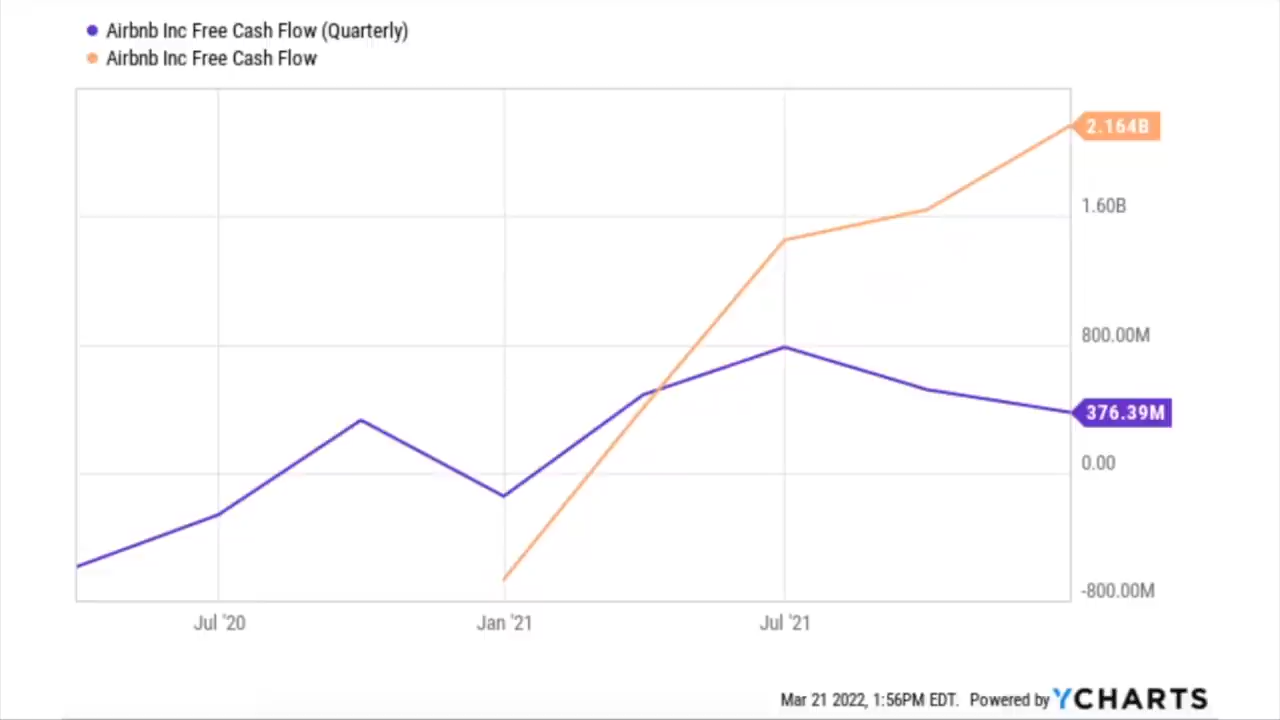 Airbnb Inc Free Cash Flow (Quarterly)
Airbnb Inc Free Cash Flow
2.164B
1.60B
800.00M
376.39M
0.00
-800.00M
Jul '20 Jan '21 Jul '21
Mar 21 2022, 1:56PM EDT. Powered by YCHARTS